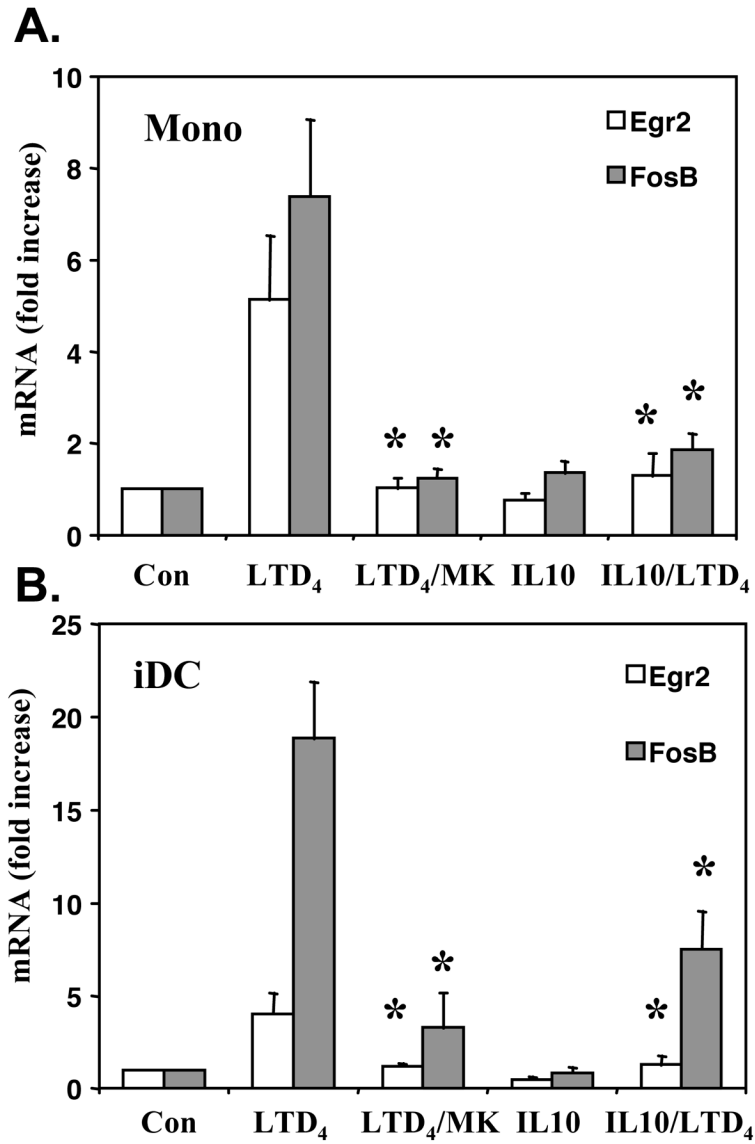 A.
mRNA (fold increase)
10
8
6
4
2
0
Mono
Egr2
FosB
* * * *
Con LTD₄ LTD₄/MK IL10 IL10/LTD₄
B.
mRNA (fold increase)
25
20
15
10
5
0
iDC
Egr2
FosB
* * * *
Con LTD₄ LTD₄/MK IL10 IL10/LTD₄